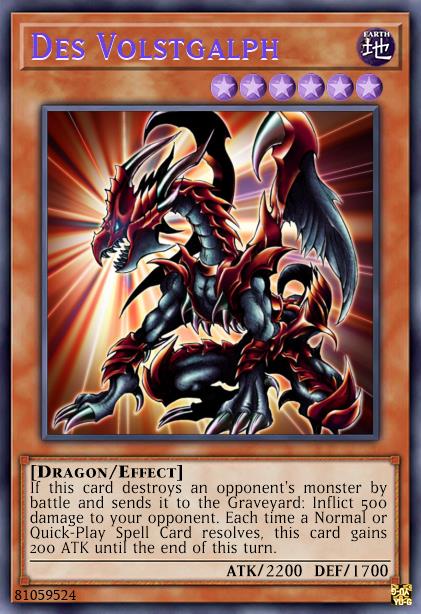 DES VOLSTGALPH
EARTH
地
[DRAGON/EFFECT]
If this card destroys an opponent's monster by
battle and sends it to the Graveyard: Inflict 500
damage to your opponent. Each time a Normal or
Quick-Play Spell Card resolves, this card gains
200 ATK until the end of this turn.
ATK/2200 DEF/1700
81059524